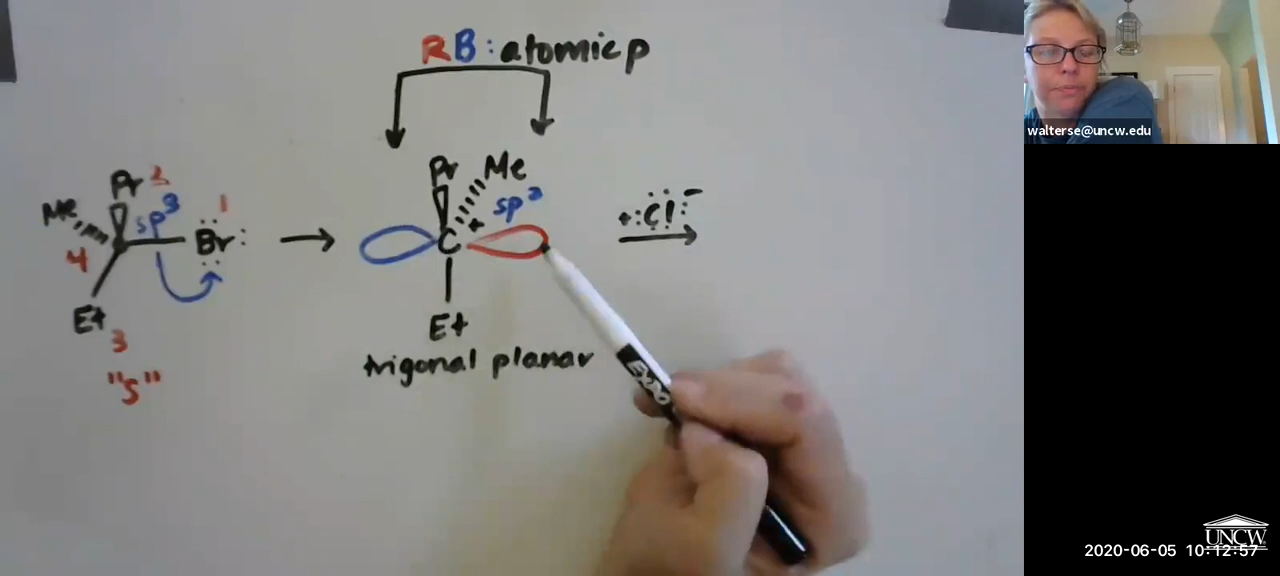 RB: atomic p
Me Pr 2
sp3 1
4 Br:
Et 3
"S"
Pr Me
sp2
C +
Et
trigonal planar
+ :Cl: −
EXPO
walterse@uncw.edu
UNCW
2020-06-05 10:12:57